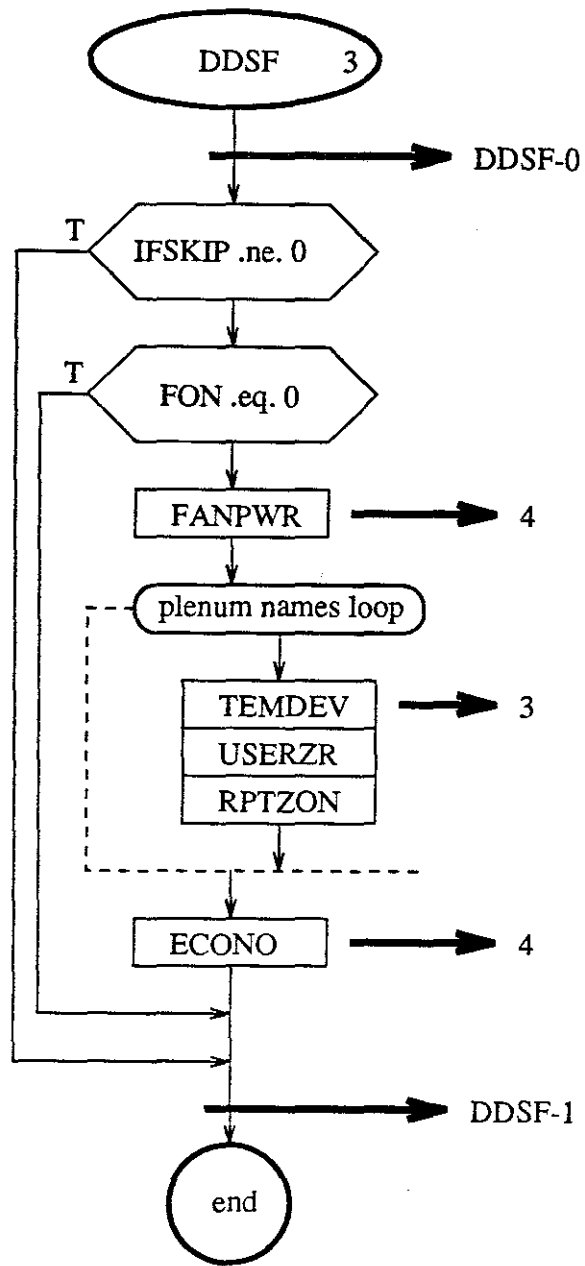 DDSF 3
DDSF-0
T
IFSKIP .ne. 0
T
FON .eq. 0
FANPWR 4
plenum names loop
TEMDEV 3
USERZR
RPTZON
ECONO 4
DDSF-1
end